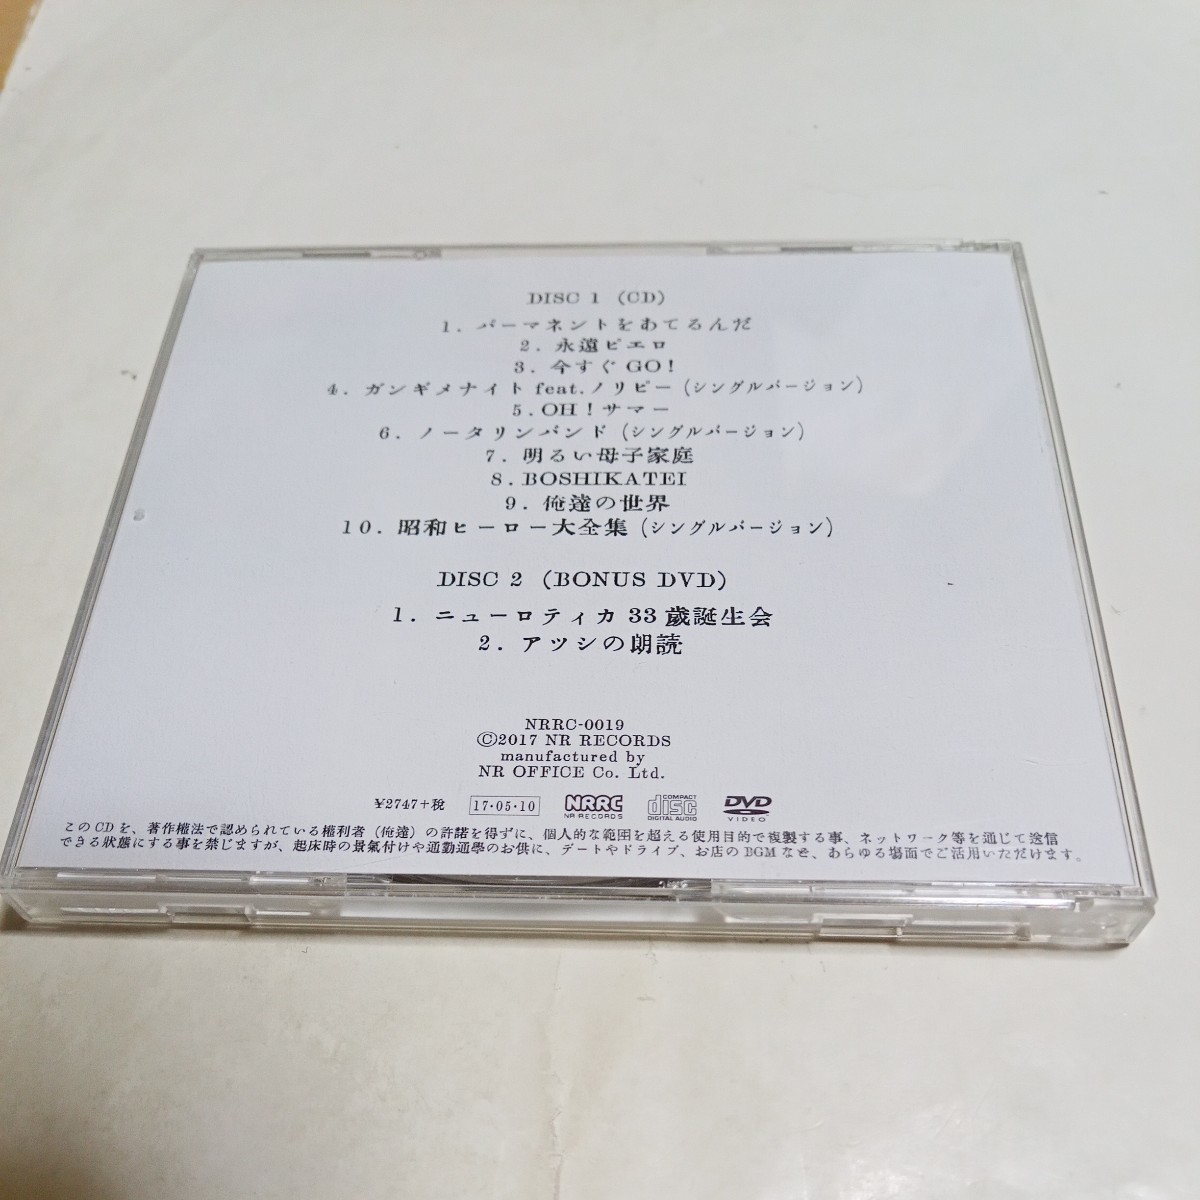 DISC 1 (CD)
1. パーマネントをあてるんだ
2. 永遠ピエロ
3. 今すぐ GO!
4. ガンギメナイト feat.ノリピー (シングルバージョン)
5. OH!サマー
6. ノータリンバンド (シングルバージョン)
7. 明るい母子家庭
8. BOSHIKATEI
9. 俺達の世界
10. 昭和ヒーロー大全集 (シングルバージョン)
DISC 2 (BONUS DVD)
1. ニューロティカ 33 歳誕生会
2. アツシの朗読
NRRC-0019
©2017 NR RECORDS
manufactured by
NR OFFICE Co. Ltd.
¥2747+税 17・05・10 NRRC NR RECORDS COMPACT disc DIGITAL AUDIO DVD VIDEO
このCDを、著作權法で認められている權利者(俺達)の許諾を得ずに、個人的な範囲を超える使用目的で複製する事、ネットワーク等を通じて送信
できる狀態にする事を禁じますが、起床時の景氣付けや通勤通學のお供に、デートやドライブ、お店のBGMなぜ、あらゆる場面でご活用いただけます。